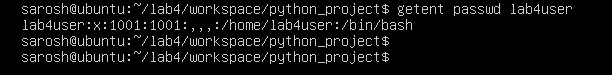 sarosh@ubuntu:~/lab4/workspace/python_project$ getent passwd lab4user
lab4user:x:1001:1001:,,,:/home/lab4user:/bin/bash
sarosh@ubuntu:~/lab4/workspace/python_project$
sarosh@ubuntu:~/lab4/workspace/python_project$